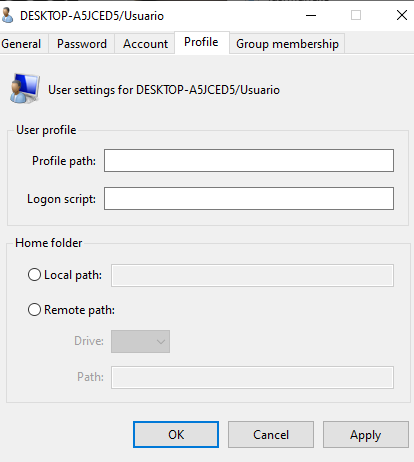 DESKTOP-A5JCED5/Usuario
General Password Account Profile Group membership
User settings for DESKTOP-A5JCED5/Usuario
User profile
Profile path:
Logon script:
Home folder
Local path:
Remote path:
Drive:
Path:
OK Cancel Apply